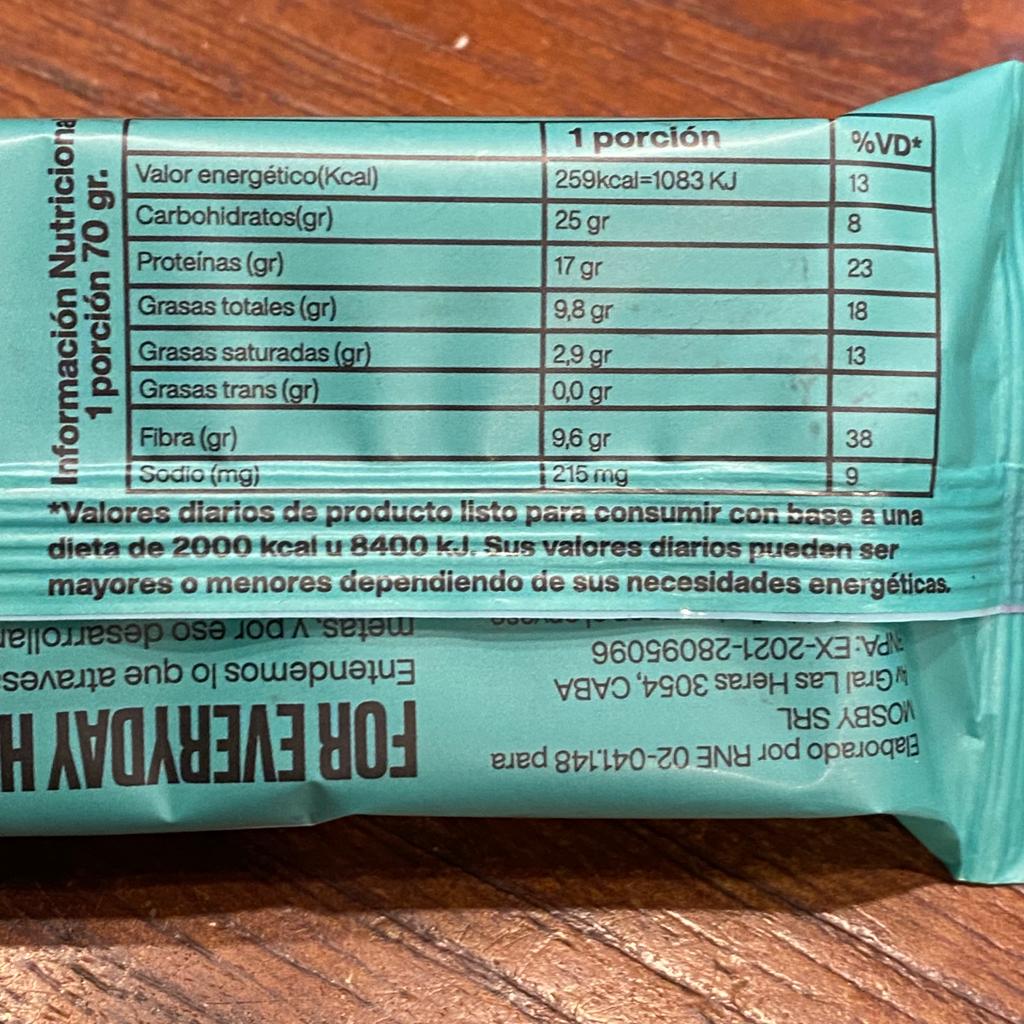 Información Nutriciona
1 porción 70 gr.
1 porción %VD*
Valor energético(Kcal) 259kcal=1083 KJ 13
Carbohidratos(gr) 25 gr 8
Proteínas (gr) 17 gr 23
Grasas totales (gr) 9,8 gr 18
Grasas saturadas (gr) 2,9 gr 13
Grasas trans (gr) 0,0 gr
Fibra (gr) 9,6 gr 38
Sodio (mg) 215 mg 9
*Valores diarios de producto listo para consumir con base a una
dieta de 2000 kcal u 8400 kJ. Sus valores diarios pueden ser
mayores o menores dependiendo de sus necesidades energéticas.
Elaborado por RNE 02-041.148 para
MOSBY SRL
Gral Las Heras 3054, CABA
EX-2021-28095096
FOR EVERYDAY H
Entendemos lo que atraves
metas, y por eso desarrollar